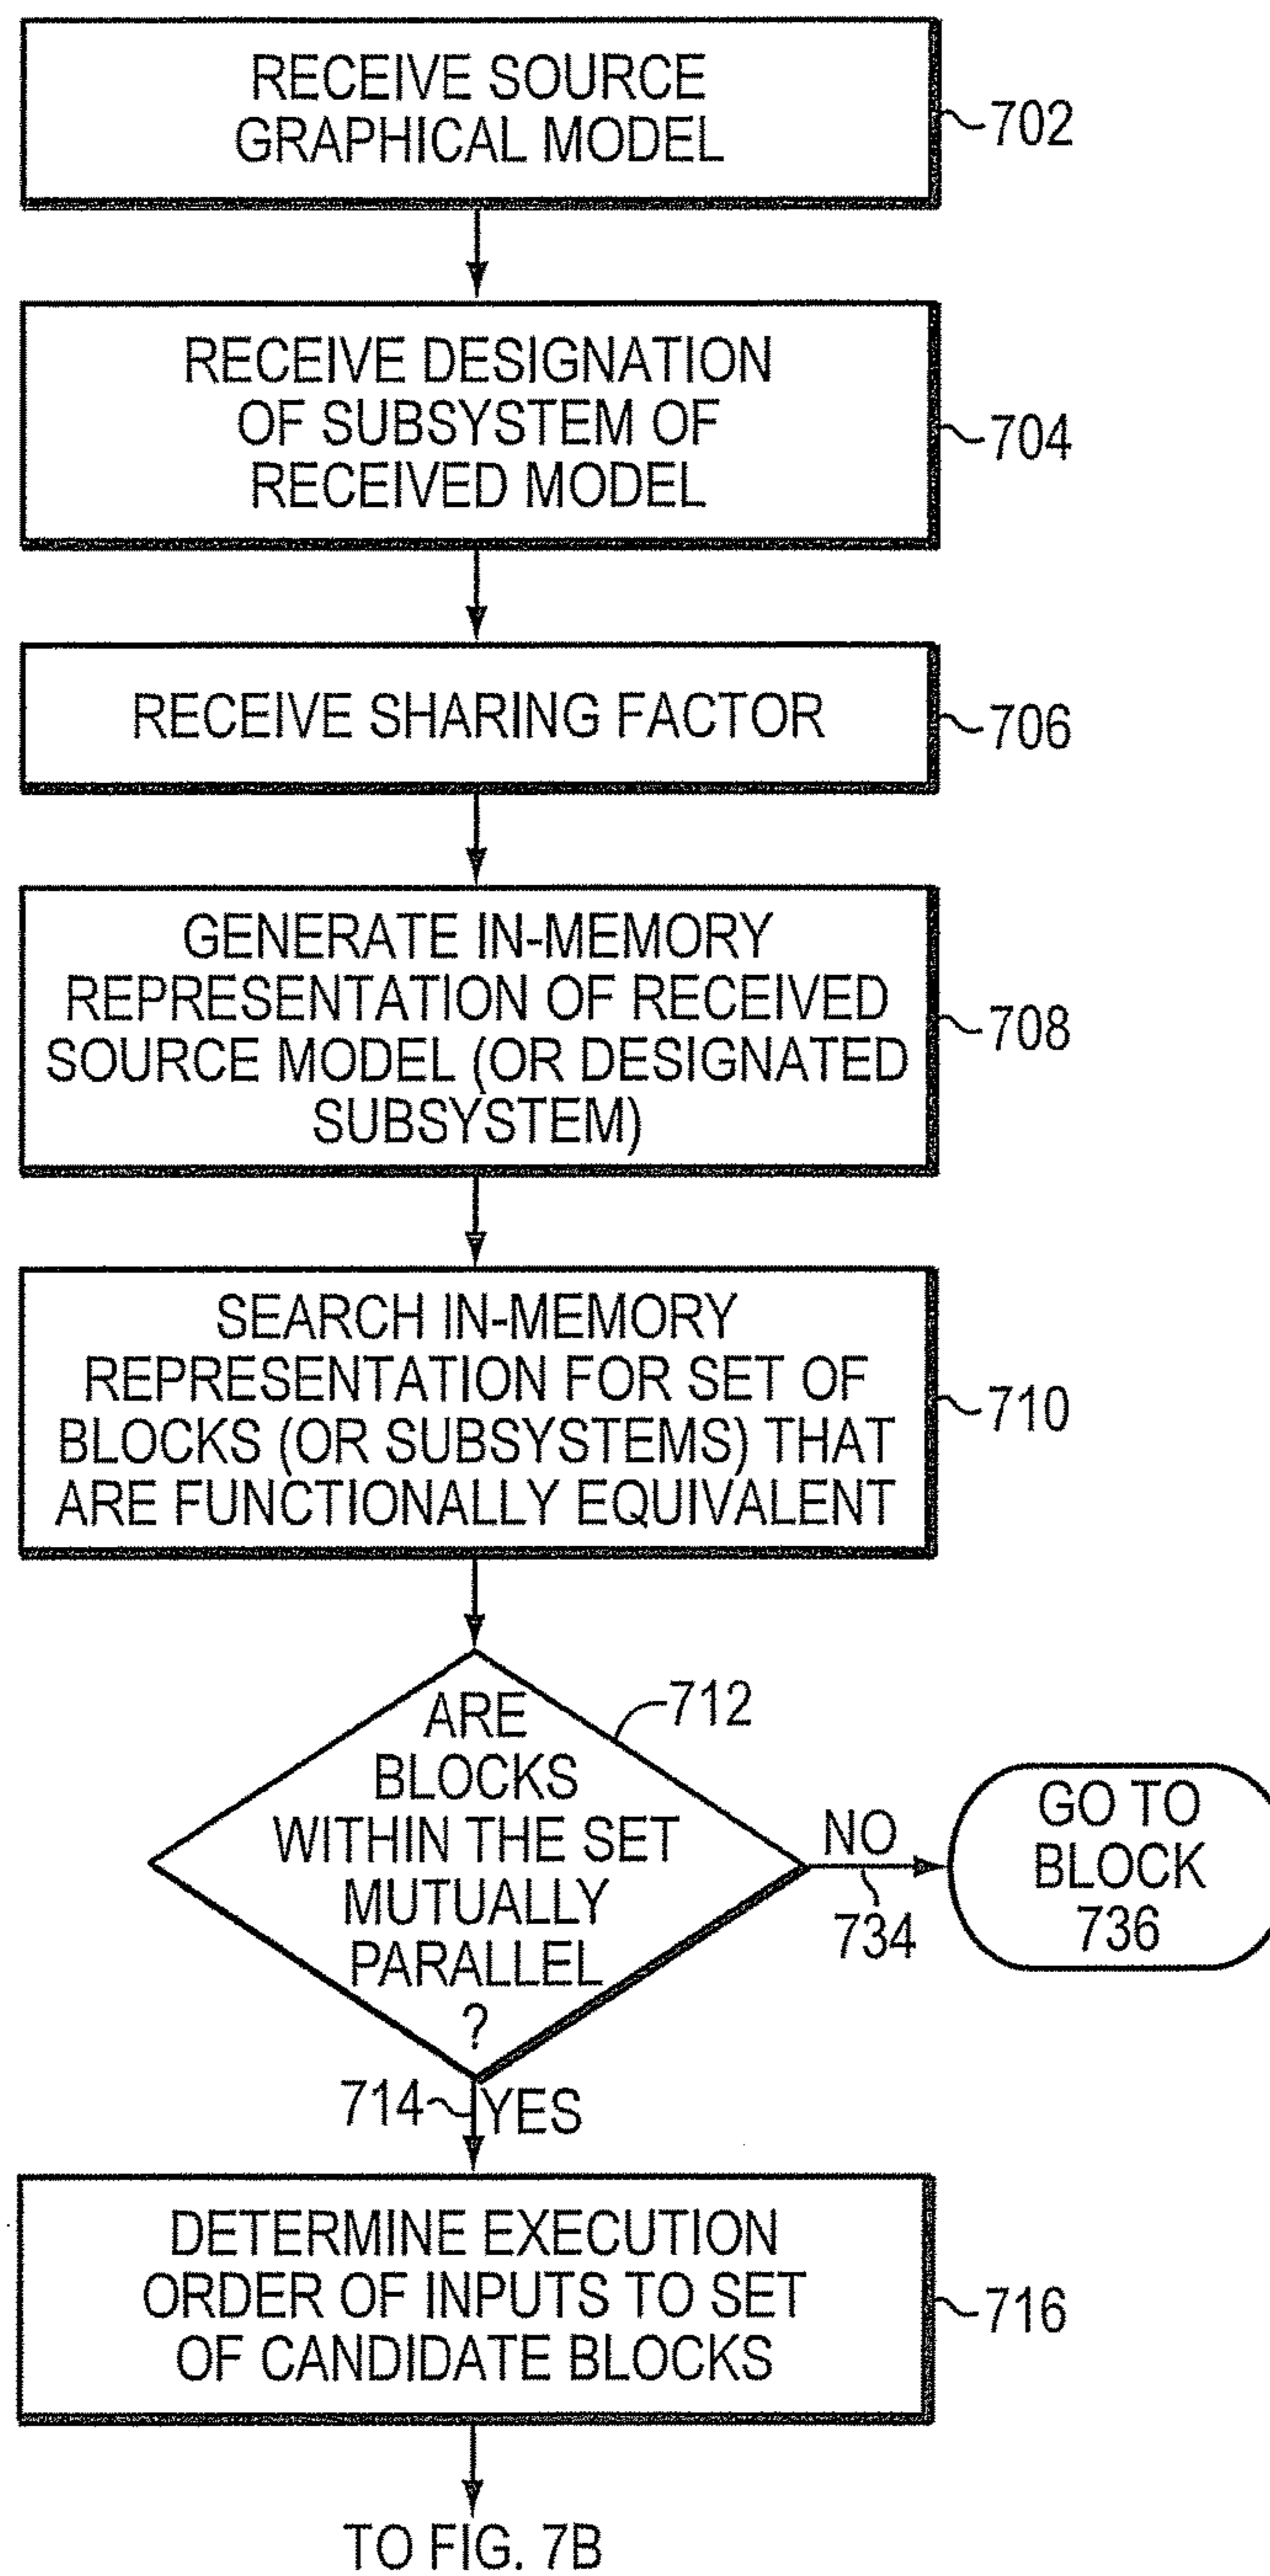 RECEIVE SOURCE
GRAPHICAL MODEL
702
RECEIVE DESIGNATION
OF SUBSYSTEM OF
RECEIVED MODEL
704
RECEIVE SHARING FACTOR
706
GENERATE IN-MEMORY
REPRESENTATION OF RECEIVED
SOURCE MODEL (OR DESIGNATED
SUBSYSTEM)
708
SEARCH IN-MEMORY
REPRESENTATION FOR SET OF
BLOCKS (OR SUBSYSTEMS) THAT
ARE FUNCTIONALLY EQUIVALENT
710
ARE
BLOCKS
WITHIN THE SET
MUTUALLY
PARALLEL
?
712
NO
734
GO TO
BLOCK
736
714
YES
DETERMINE EXECUTION
ORDER OF INPUTS TO SET
OF CANDIDATE BLOCKS
716
TO FIG. 7B